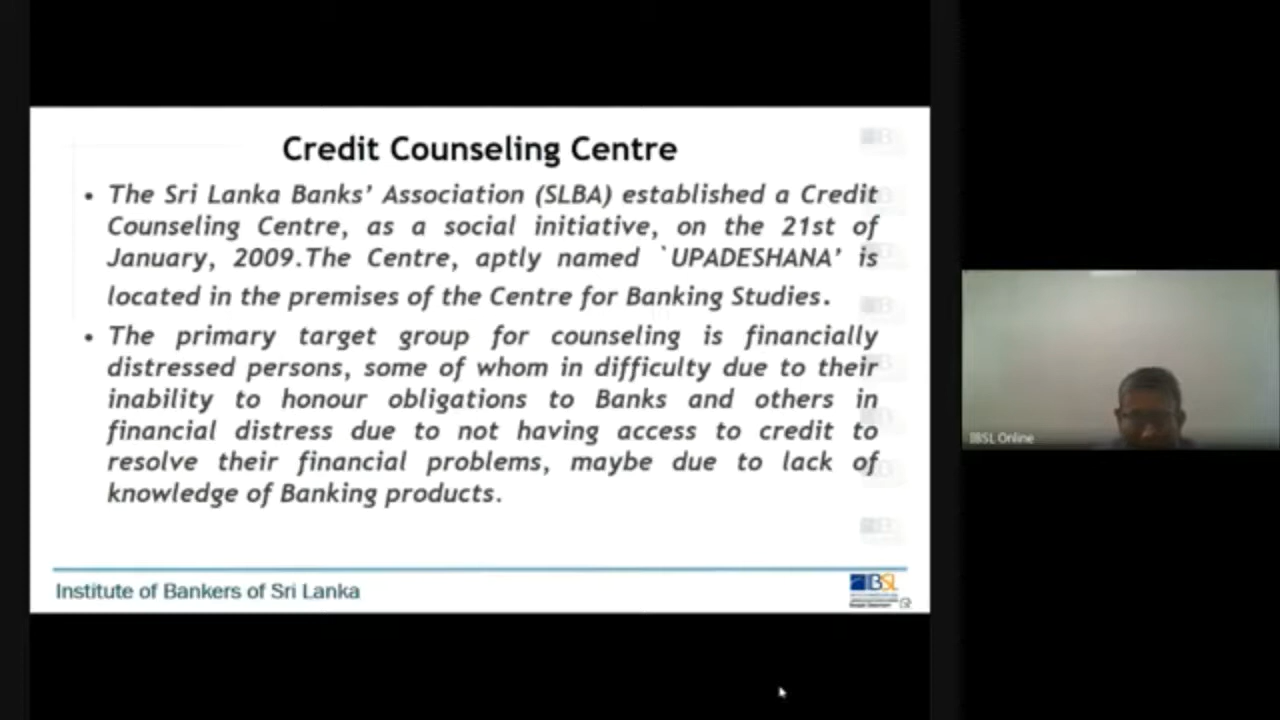 Credit Counseling Centre
• The Sri Lanka Banks’ Association (SLBA) established a Credit
Counseling Centre, as a social initiative, on the 21st of
January, 2009.The Centre, aptly named `UPADESHANA’ is
located in the premises of the Centre for Banking Studies.
• The primary target group for counseling is financially
distressed persons, some of whom in difficulty due to their
inability to honour obligations to Banks and others in
financial distress due to not having access to credit to
resolve their financial problems, maybe due to lack of
knowledge of Banking products.
Institute of Bankers of Sri Lanka
IBSL
IBSL Online